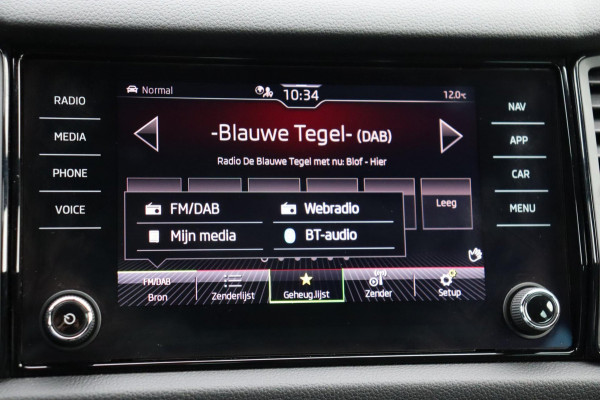 RADIO
MEDIA
PHONE
VOICE
Normal
10:34
12.0°C
-Blauwe Tegel- (DAB)
Radio De Blauwe Tegel met nu: Blof - Hier
Leeg
FM/DAB
Webradio
Mijn media
BT-audio
FM/DAB
Bron
Zenderlijst
Geheug.lijst
Zender
Setup
NAV
APP
CAR
MENU